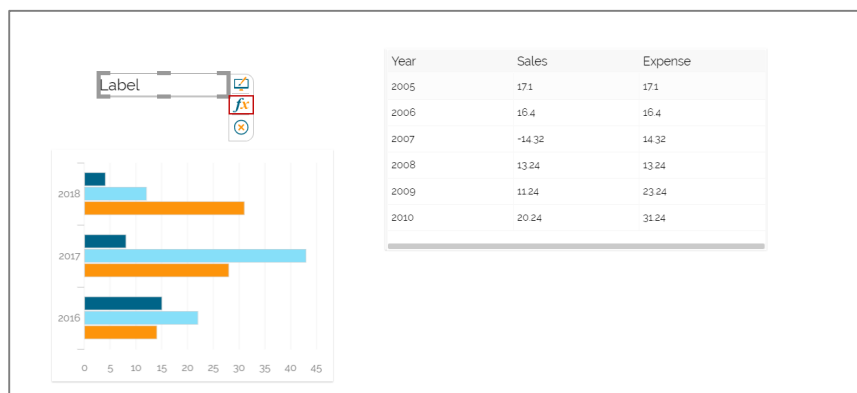 Label
fx
Year Sales Expense
2005 17.1 17.1
2006 16.4 16.4
2007 -14.32 14.32
2008 13.24 13.24
2009 11.24 23.24
2010 20.24 31.24
2018
2017
2016
0 5 10 15 20 25 30 35 40 45